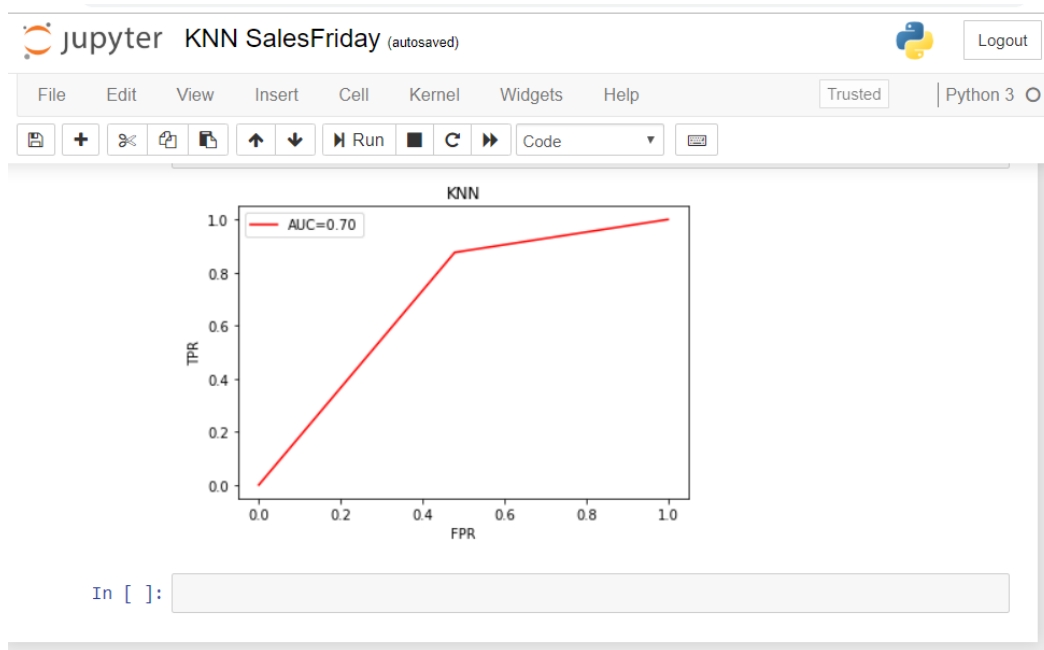 jupyter KNN SalesFriday (autosaved) Logout
File Edit View Insert Cell Kernel Widgets Help Trusted Python 3
Run Code
KNN
AUC=0.70
1.0
0.8
0.6
0.4
0.2
0.0
TPR
0.0 0.2 0.4 0.6 0.8 1.0
FPR
In [ ]: